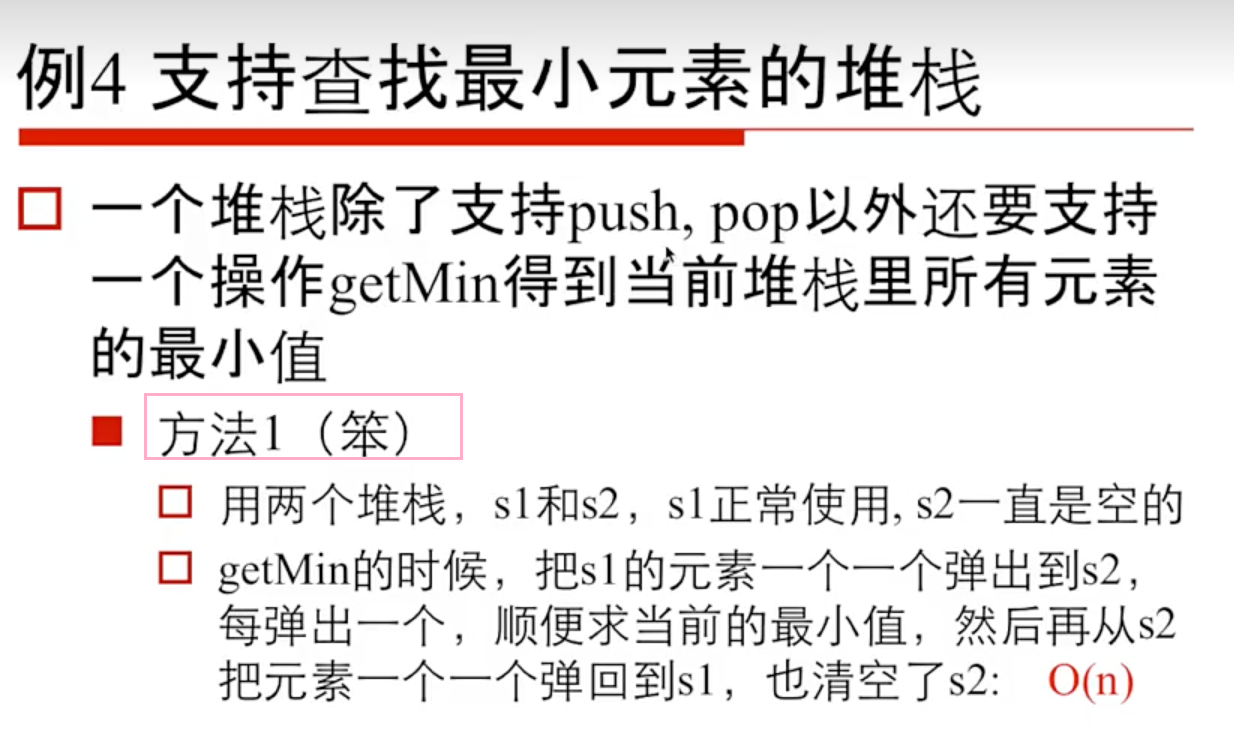 例4 支持查找最小元素的堆栈
一个堆栈除了支持push, pop以外还要支持
一个操作getMin得到当前堆栈里所有元素
的最小值
方法1（笨）
用两个堆栈，s1和s2，s1正常使用, s2一直是空的
getMin的时候，把s1的元素一个一个弹出到s2，
每弹出一个，顺便求当前的最小值，然后再从s2
把元素一个一个弹回到s1，也清空了s2: O(n)